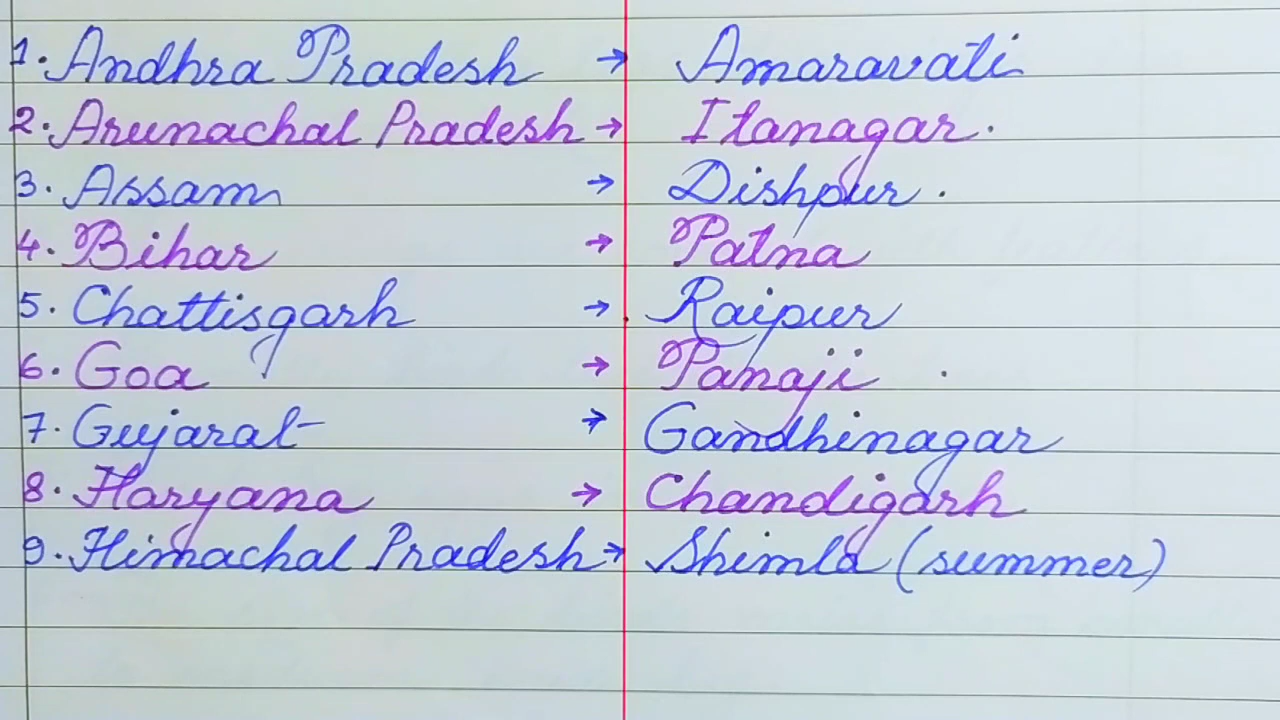 1. Andhra Pradesh → Amaravati
2. Arunachal Pradesh → Itanagar.
3. Assam → Dishpur.
4. Bihar → Patna
5. Chattisgarh → Raipur
6. Goa → Panaji .
7. Gujarat → Gandhinagar
8. Haryana → Chandigarh
9. Himachal Pradesh → Shimla (summer)